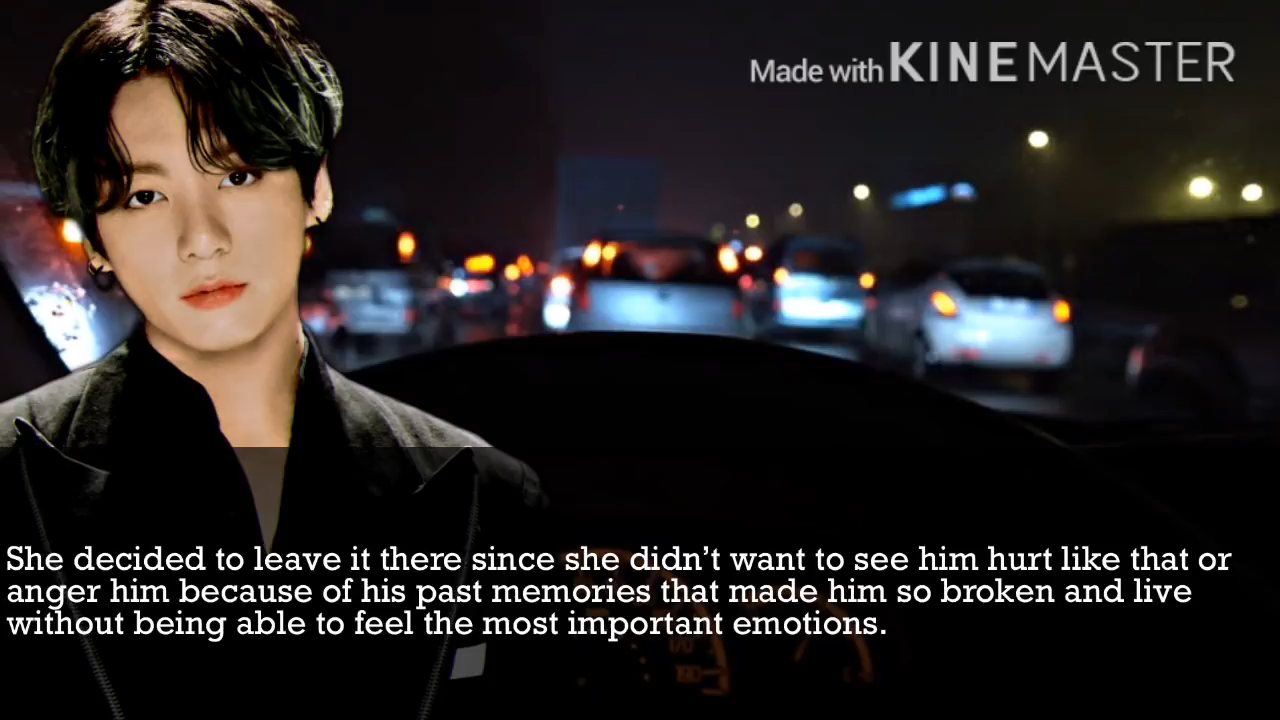 Made with KINEMASTER
She decided to leave it there since she didn’t want to see him hurt like that or
anger him because of his past memories that made him so broken and live
without being able to feel the most important emotions.
170
190